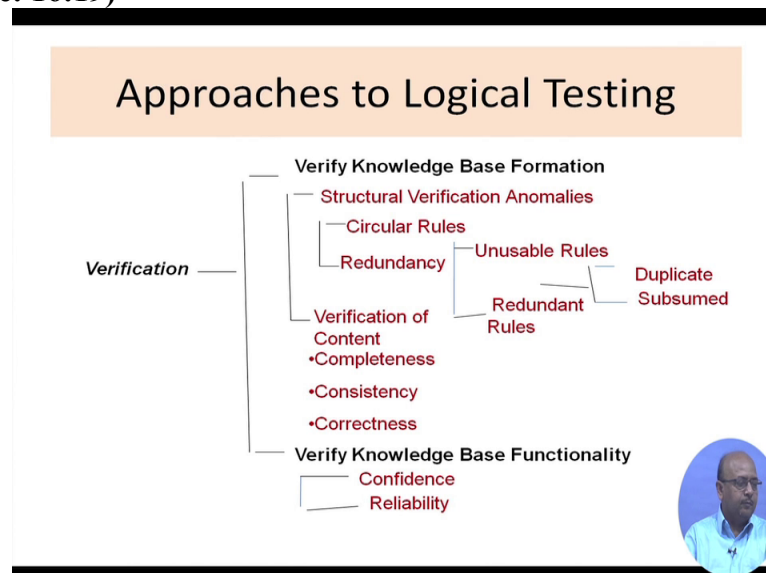 Approaches to Logical Testing
Verify Knowledge Base Formation
Structural Verification Anomalies
Circular Rules
Redundancy
Unusable Rules
Duplicate
Subsumed
Redundant
Rules
Verification
Verification of
Content
•Completeness
•Consistency
•Correctness
Verify Knowledge Base Functionality
Confidence
Reliability